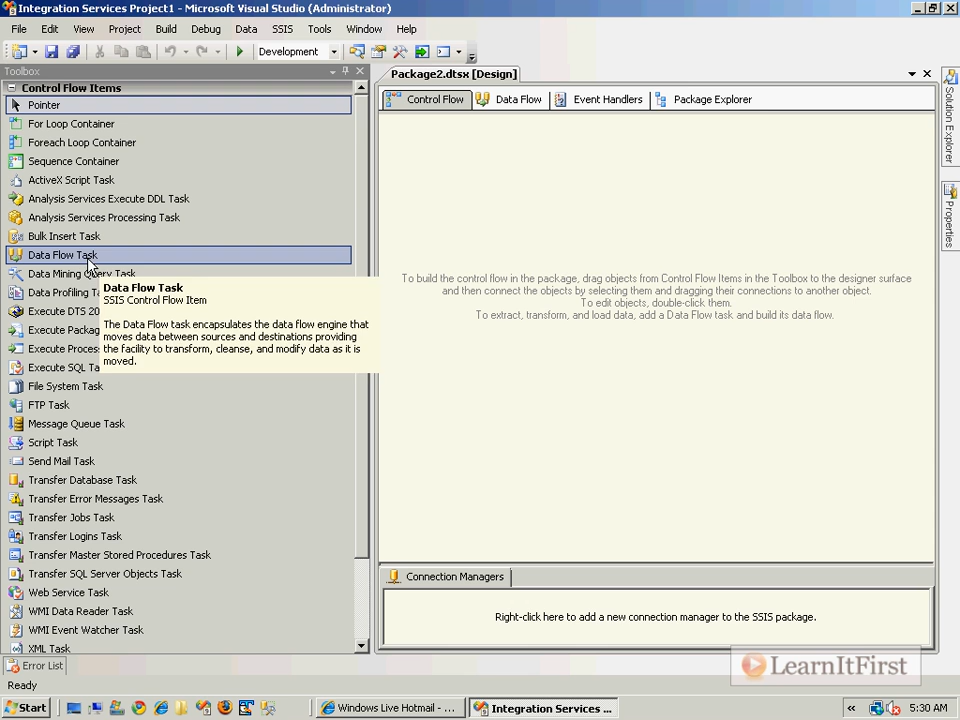 Integration Services Project1 - Microsoft Visual Studio (Administrator)
File Edit View Project Build Debug Data SSIS Tools Window Help
Development
Toolbox
Control Flow Items
Pointer
For Loop Container
Foreach Loop Container
Sequence Container
ActiveX Script Task
Analysis Services Execute DDL Task
Analysis Services Processing Task
Bulk Insert Task
Data Flow Task
Data Mining Query Task
Data Profiling Ta
Execute DTS 20
Execute Packag
Execute Proces
Execute SQL Ta
File System Task
FTP Task
Message Queue Task
Script Task
Send Mail Task
Transfer Database Task
Transfer Error Messages Task
Transfer Jobs Task
Transfer Logins Task
Transfer Master Stored Procedures Task
Transfer SQL Server Objects Task
Web Service Task
WMI Data Reader Task
WMI Event Watcher Task
XML Task
Data Flow Task
SSIS Control Flow Item
The Data Flow task encapsulates the data flow engine that
moves data between sources and destinations providing
the facility to transform, cleanse, and modify data as it is
moved.
Package2.dtsx [Design]
Control Flow Data Flow Event Handlers Package Explorer
To build the control flow in the package, drag objects from Control Flow Items in the Toolbox to the designer surface
and then connect the objects by selecting them and dragging their connections to another object.
To edit objects, double-click them.
To extract, transform, and load data, add a Data Flow task and build its data flow.
Connection Managers
Right-click here to add a new connection manager to the SSIS package.
Solution Explorer
Properties
Error List
Ready
LearnItFirst
Start
Windows Live Hotmail - ...
Integration Services ...
5:30 AM